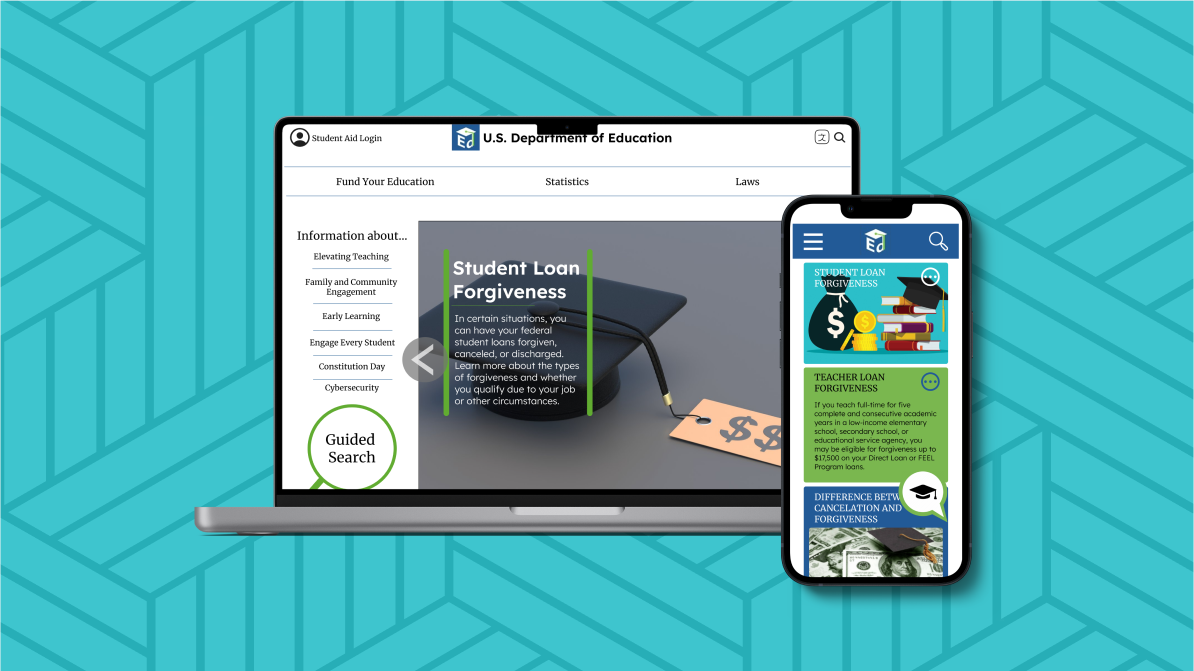 Student Aid Login
Ed
U.S. Department of Education
Fund Your Education
Statistics
Laws
Information about...
Elevating Teaching
Family and Community
Engagement
Early Learning
Engage Every Student
Constitution Day
Cybersecurity
Guided
Search
Student Loan
Forgiveness
In certain situations, you
can have your federal
student loans forgiven,
canceled, or discharged.
Learn more about the types
of forgiveness and whether
you qualify due to your job
or other circumstances.
$$
Ed
STUDENT LOAN
FORGIVENESS
$
$
TEACHER LOAN
FORGIVENESS
If you teach full-time for five
complete and consecutive academic
years in a low-income elementary
school, secondary school, or
educational service agency, you
may be eligible for forgiveness up to
$17,500 on your Direct Loan or FEEL
Program loans.
DIFFERENCE BETW
CANCELATION AND
FORGIVENESS